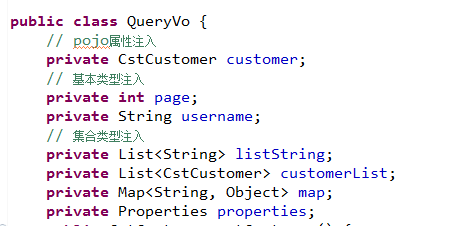 public class QueryVo {
// pojo属性注入
private CstCustomer customer;
// 基本类型注入
private int page;
private String username;
// 集合类型注入
private List<String> listString;
private List<CstCustomer> customerList;
private Map<String, Object> map;
private Properties properties;